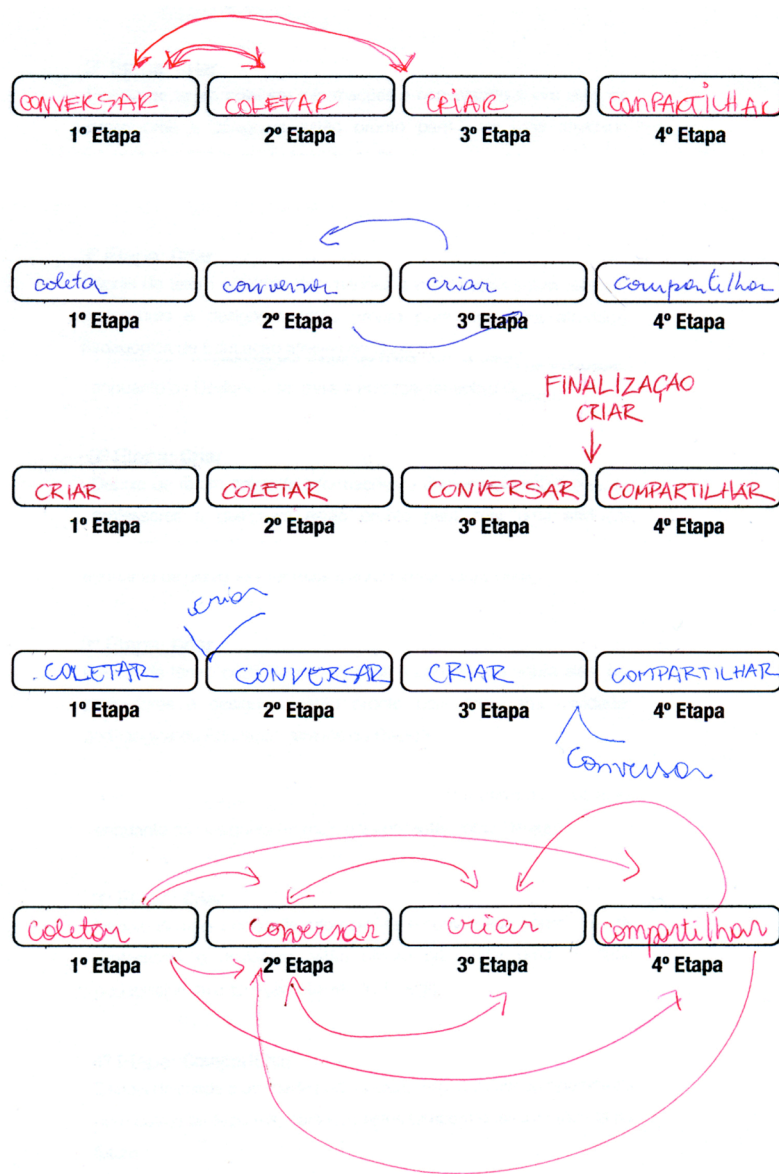 CONVERSAR COLETAR CRIAR COMPARTILHAR
1º Etapa 2º Etapa 3º Etapa 4º Etapa
coletar conversar criar compartilhar
1º Etapa 2º Etapa 3º Etapa 4º Etapa
FINALIZAÇÃO
CRIAR
CRIAR COLETAR CONVERSAR COMPARTILHAR
1º Etapa 2º Etapa 3º Etapa 4º Etapa
criar
COLETAR CONVERSAR CRIAR COMPARTILHAR
1º Etapa 2º Etapa 3º Etapa 4º Etapa
Conversar
coletar conversar criar compartilhar
1º Etapa 2º Etapa 3º Etapa 4º Etapa